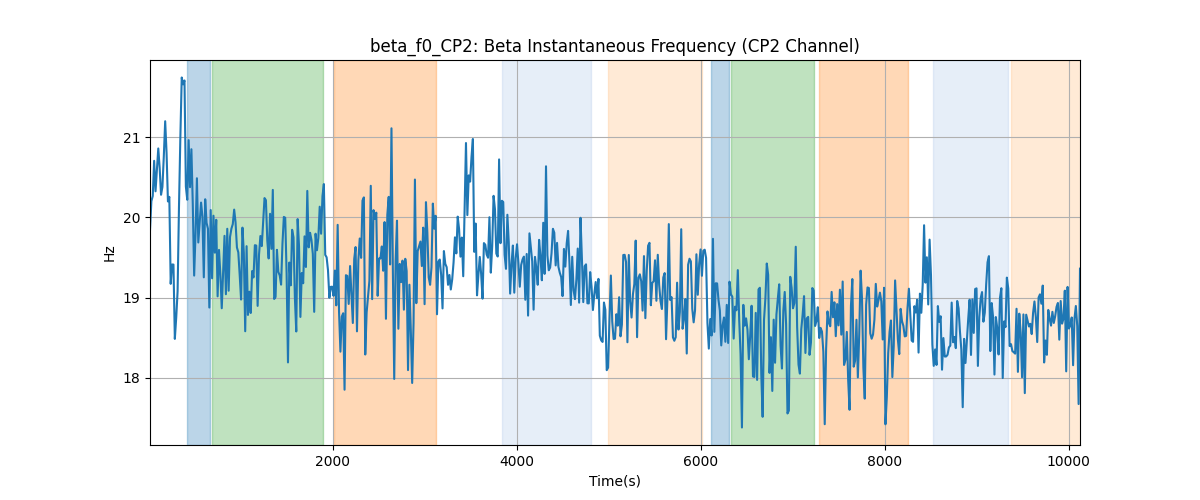 beta_f0_CP2: Beta Instantaneous Frequency (CP2 Channel)
21
20
19
18
Hz
2000 4000 6000 8000 10000
Time(s)